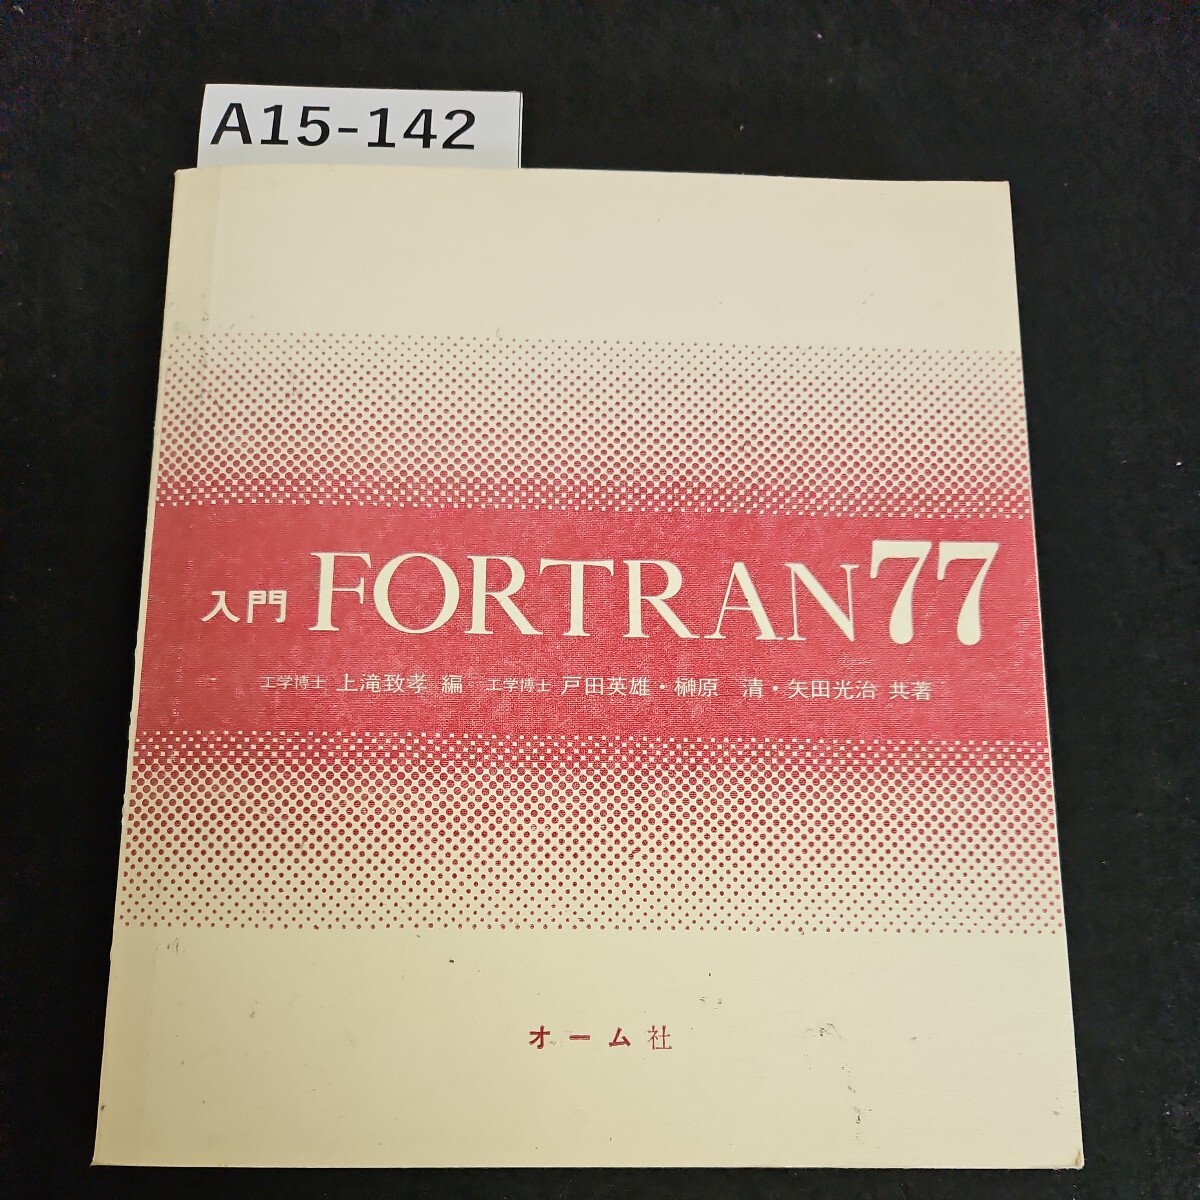 A15-142
入門 FORTRAN77
工学博士 上滝致孝 編 工学博士 戸田英雄・榊原 清・矢田光治 共著
オーム社